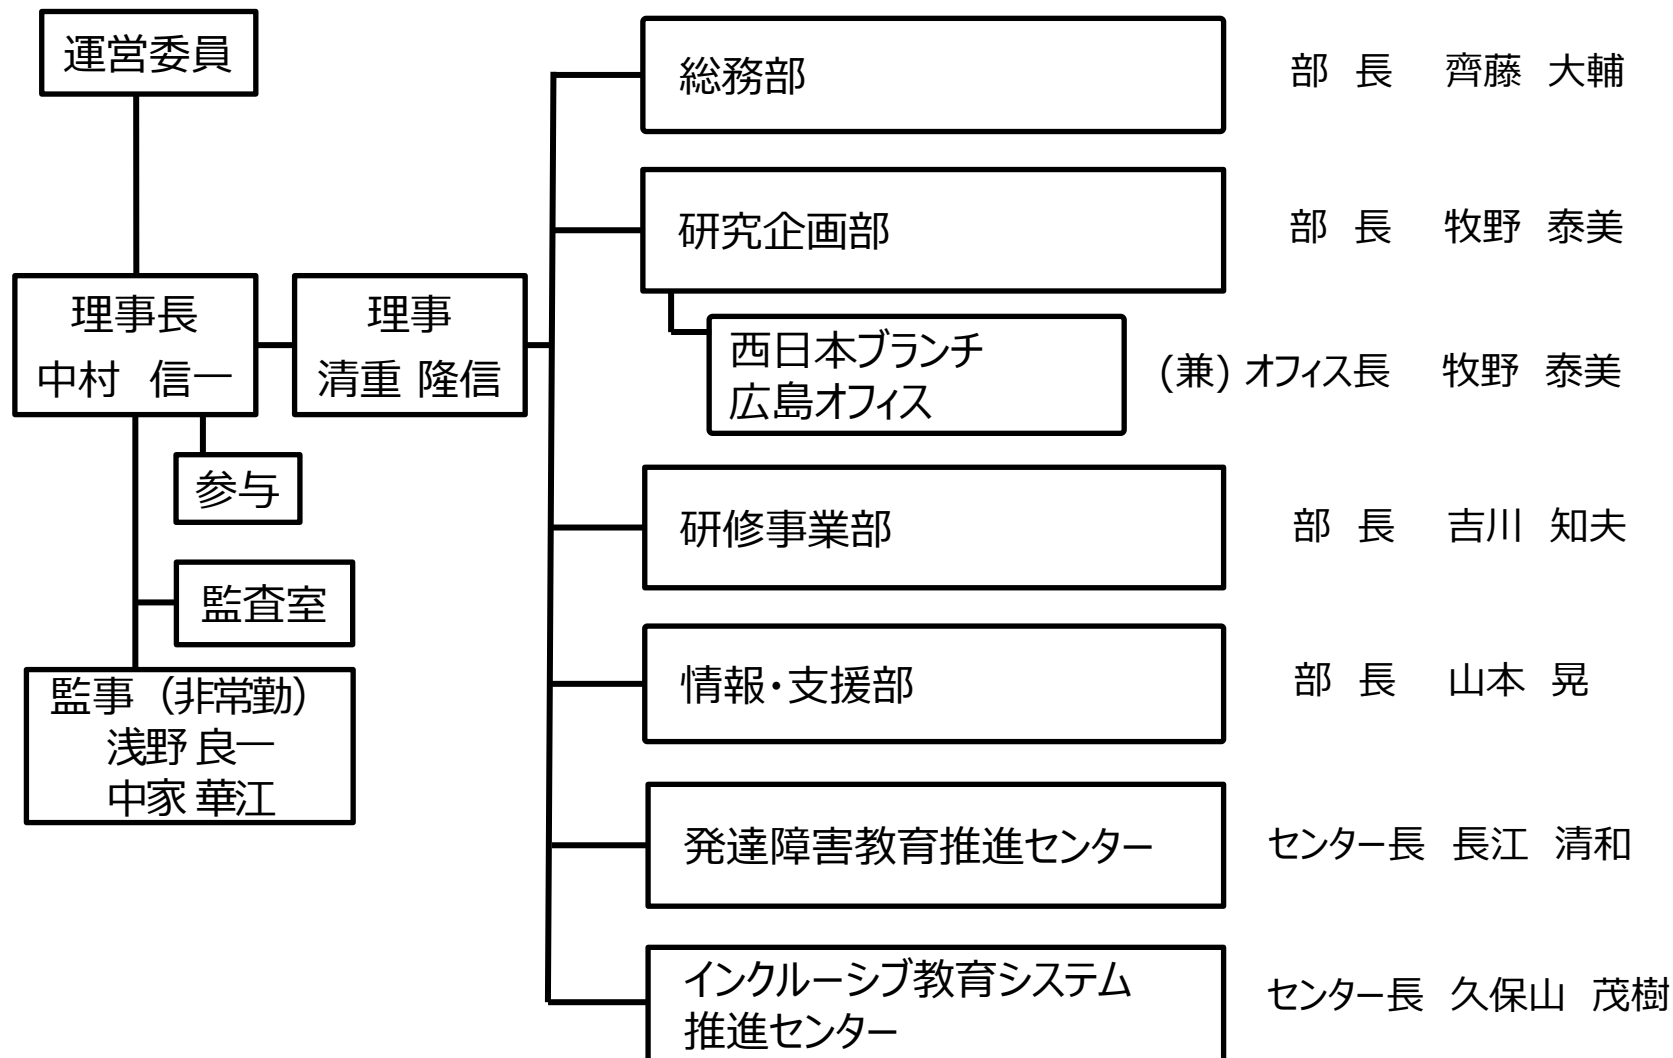 運営委員
理事長
中村 信一
理事
清重 隆信
参与
監査室
監事（非常勤）
浅野 良一
中家 華江
総務部
部 長 齊藤 大輔
研究企画部
部 長 牧野 泰美
西日本ブランチ
広島オフィス
(兼) オフィス長 牧野 泰美
研修事業部
部 長 吉川 知夫
情報・支援部
部 長 山本 晃
発達障害教育推進センター
センター長 長江 清和
インクルーシブ教育システム
推進センター
センター長 久保山 茂樹